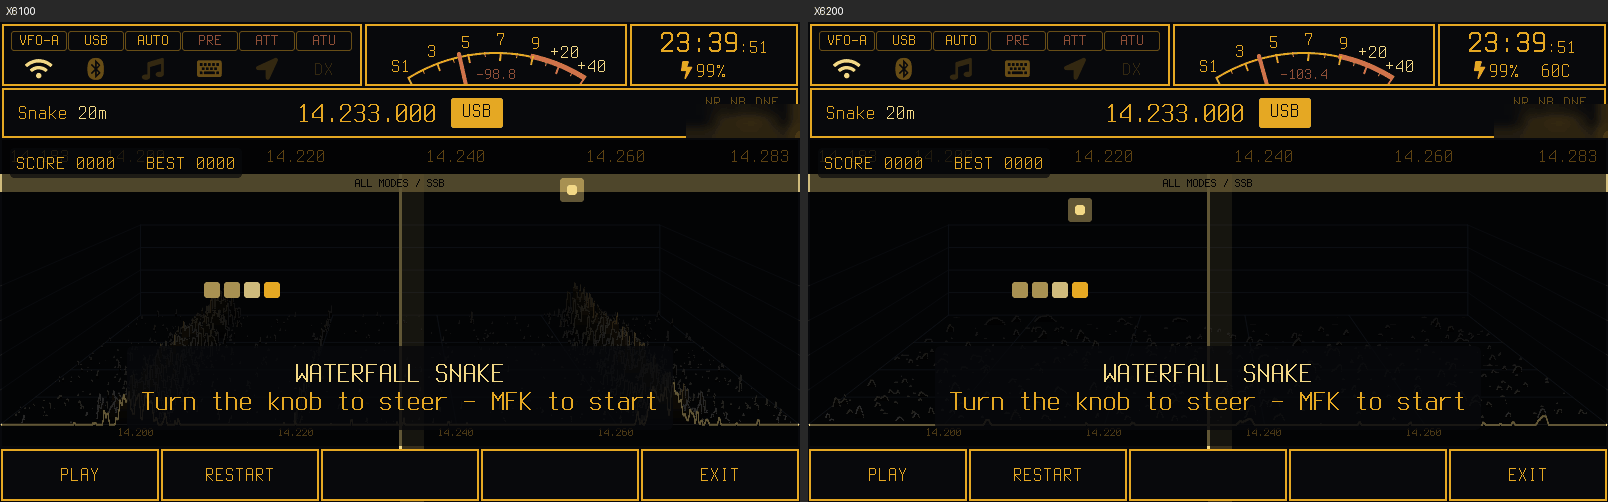 X6100
VFO-A USB AUTO PRE ATT ATU
DX
S1 3 5 7 9 +20 +40
-98.8
23:39:51
99%
Snake 20m 14.233.000 USB
NR NB DNF
14.220 14.240 14.260 14.283
SCORE 0000 BEST 0000
ALL MODES / SSB
WATERFALL SNAKE
Turn the knob to steer - MFK to start
14.200 14.220 14.240 14.260
PLAY RESTART EXIT
X6200
VFO-A USB AUTO PRE ATT ATU
DX
S1 3 5 7 9 +20 +40
-103.4
23:39:51
99% 60C
Snake 20m 14.233.000 USB
NR NB DNF
14.220 14.240 14.260 14.283
SCORE 0000 BEST 0000
ALL MODES / SSB
WATERFALL SNAKE
Turn the knob to steer - MFK to start
14.200 14.220 14.240 14.260
PLAY RESTART EXIT